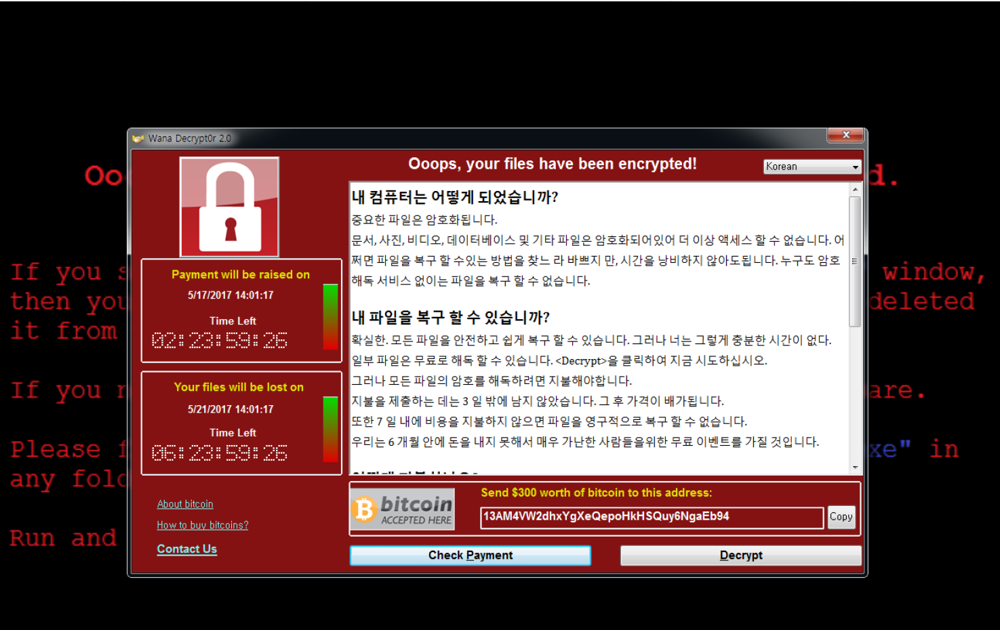 Wana Decrypt0r 2.0
Ooops, your files have been encrypted!
Korean
내 컴퓨터는 어떻게 되었습니까?
중요한 파일은 암호화됩니다.
문서, 사진, 비디오, 데이터베이스 및 기타 파일은 암호화되어있어 더 이상 액세스 할 수 없습니다. 어
쩌면 파일을 복구 할 수있는 방법을 찾느 라 바쁘지 만, 시간을 낭비하지 않아도됩니다. 누구도 암호
해독 서비스 없이는 파일을 복구 할 수 없습니다.
내 파일을 복구 할 수 있습니까?
확실한. 모든 파일을 안전하고 쉽게 복구 할 수 있습니다. 그러나 너는 그렇게 충분한 시간이 없다.
일부 파일은 무료로 해독 할 수 있습니다. <Decrypt>을 클릭하여 지금 시도하십시오.
그러나 모든 파일의 암호를 해독하려면 지불해야합니다.
지불을 제출하는 데는 3 일 밖에 남지 않았습니다. 그 후 가격이 배가됩니다.
또한 7 일 내에 비용을 지불하지 않으면 파일을 영구적으로 복구 할 수 없습니다.
우리는 6 개월 안에 돈을 내지 못해서 매우 가난한 사람들을위한 무료 이벤트를 가질 것입니다.
Payment will be raised on
5/17/2017 14:01:17
Time Left
02:23:59:26
Your files will be lost on
5/21/2017 14:01:17
Time Left
06:23:59:26
About bitcoin
How to buy bitcoins?
Contact Us
bitcoin
ACCEPTED HERE
Send $300 worth of bitcoin to this address:
13AM4VW2dhxYgXeQepoHkHSQuy6NgaEb94
Copy
Check Payment
Decrypt
If you
window,
then you
deleted
it from
If you
Please
xe" in
any
Run and